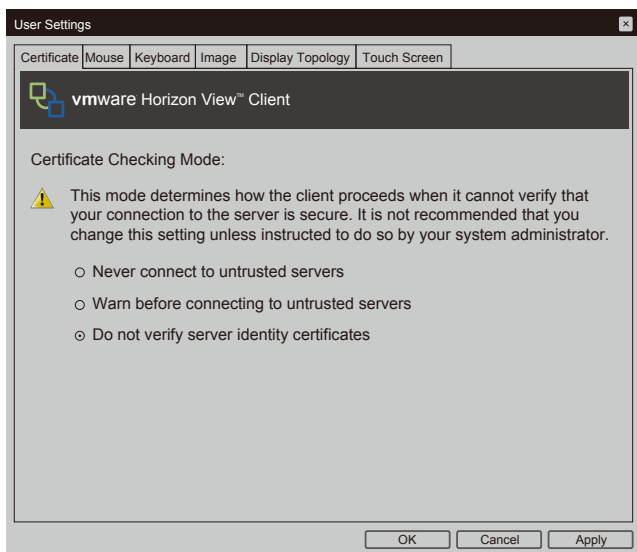 User Settings
Certificate Mouse Keyboard Image Display Topology Touch Screen
vmware Horizon View™ Client
Certificate Checking Mode:
This mode determines how the client proceeds when it cannot verify that
your connection to the server is secure. It is not recommended that you
change this setting unless instructed to do so by your system administrator.
Never connect to untrusted servers
Warn before connecting to untrusted servers
Do not verify server identity certificates
OK Cancel Apply